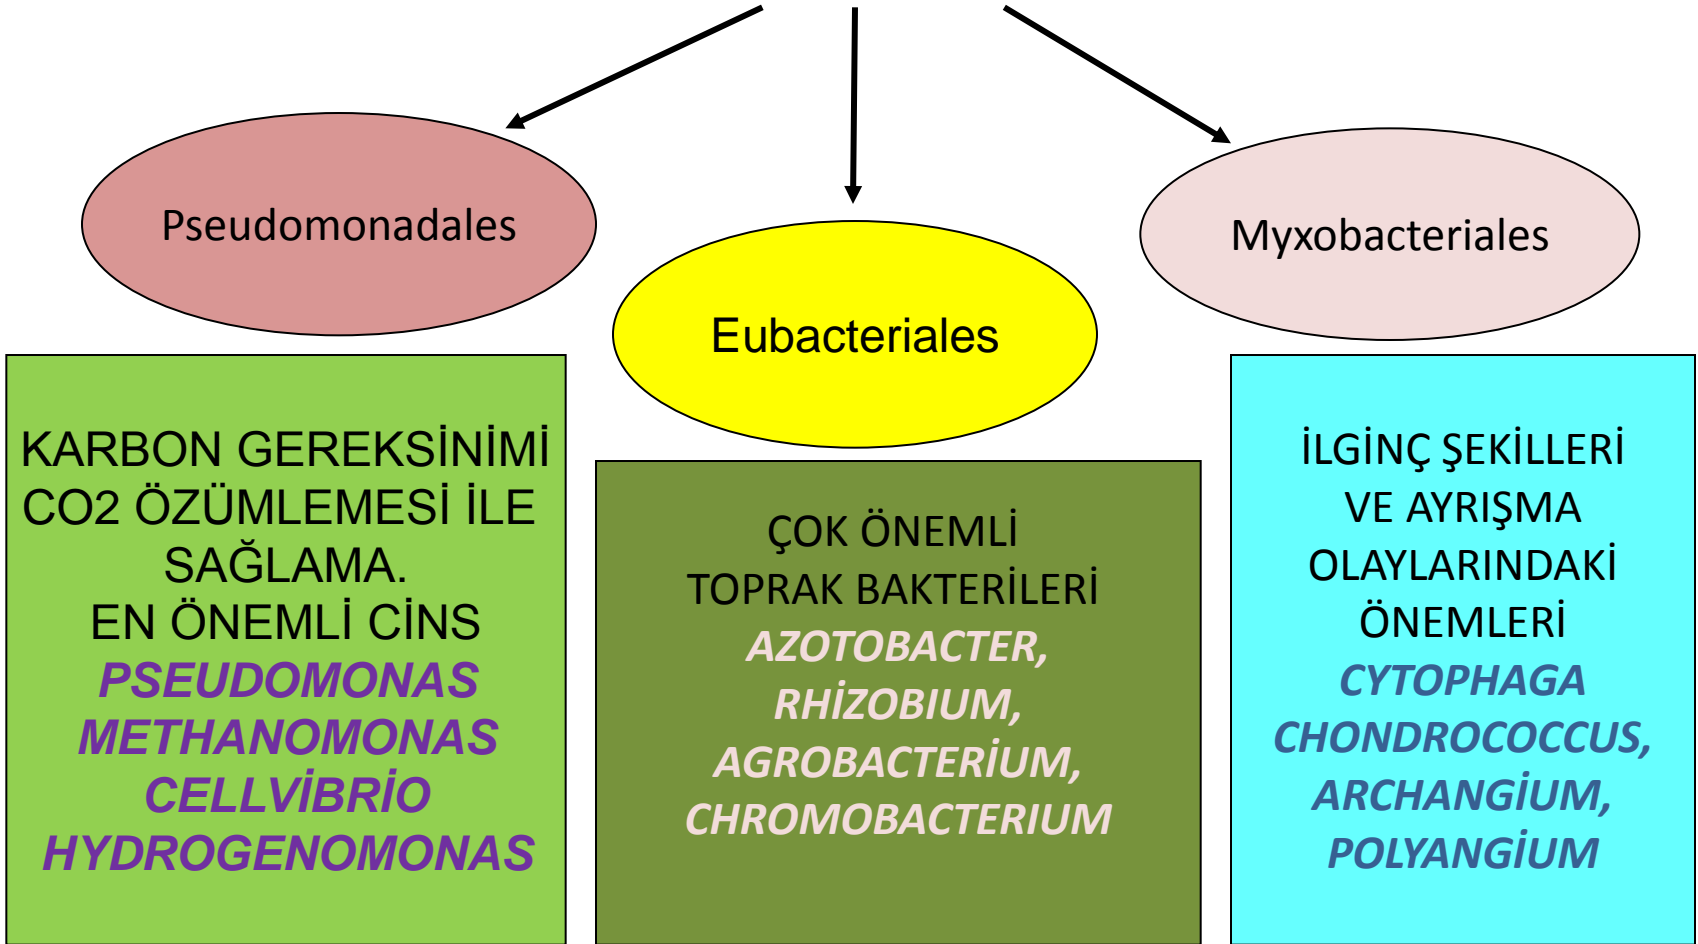 Pseudomonadales
KARBON GEREKSİNİMİ
CO2 ÖZÜMLEMESİ İLE
SAĞLAMA.
EN ÖNEMLİ CİNS
PSEUDOMONAS
METHANOMONAS
CELLVİBRİO
HYDROGENOMONAS
Eubacteriales
ÇOK ÖNEMLİ
TOPRAK BAKTERİLERİ
AZOTOBACTER,
RHİZOBIUM,
AGROBACTERİUM,
CHROMOBACTERIUM
Myxobacteriales
İLGİNÇ ŞEKİLLERİ
VE AYRIŞMA
OLAYLARINDAKİ
ÖNEMLERİ
CYTOPHAGA
CHONDROCOCCUS,
ARCHANGİUM,
POLYANGİUM